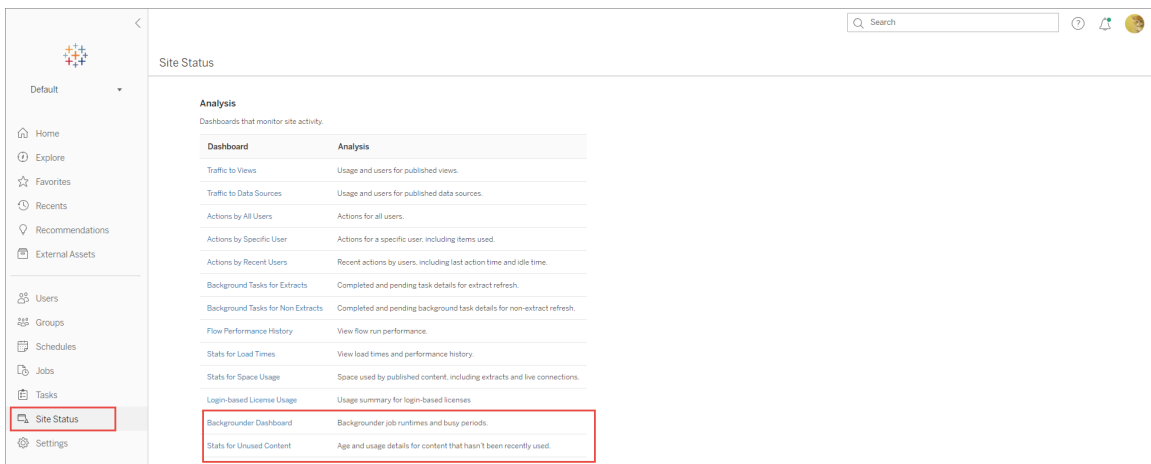 Search
Site Status
Default
Home
Explore
Favorites
Recents
Recommendations
External Assets
Users
Groups
Schedules
Jobs
Tasks
Site Status
Settings
Analysis
Dashboards that monitor site activity.
Dashboard Analysis
Traffic to Views Usage and users for published views.
Traffic to Data Sources Usage and users for published data sources.
Actions by All Users Actions for all users.
Actions by Specific User Actions for a specific user, including items used.
Actions by Recent Users Recent actions by users, including last action time and idle time.
Background Tasks for Extracts Completed and pending task details for extract refresh.
Background Tasks for Non Extracts Completed and pending background task details for non-extract refresh.
Flow Performance History View flow run performance.
Stats for Load Times View load times and performance history.
Stats for Space Usage Space used by published content, including extracts and live connections.
Login-based License Usage Usage summary for login-based licenses
Backgrounder Dashboard Backgrounder job runtimes and busy periods.
Stats for Unused Content Age and usage details for content that hasn't been recently used.